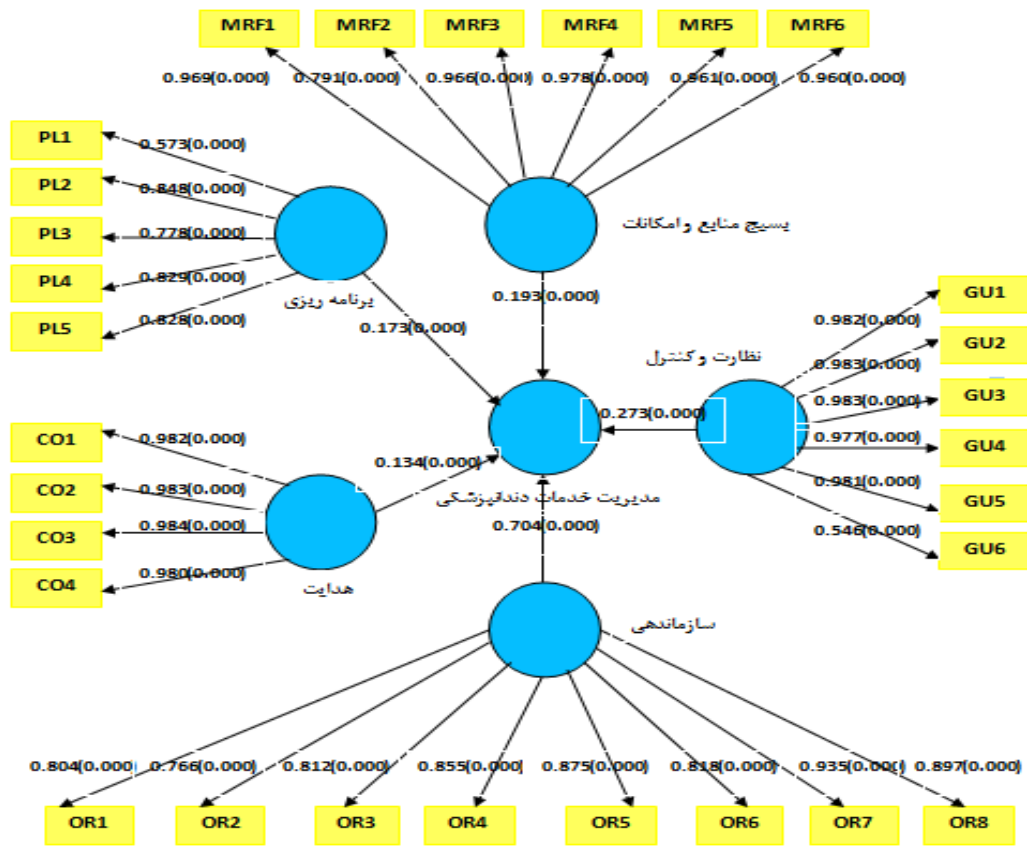 MRF1 MRF2 MRF3 MRF4 MRF5 MRF6
0.969(0.000) 0.791(0.000) 0.966(0.000) 0.978(0.000) 0.961(0.000) 0.960(0.000)
PL1
0.573(0.000)
PL2
0.848(0.000)
PL3
0.778(0.000)
PL4
0.829(0.000)
PL5
0.828(0.000)
برنامه ریزی
0.173(0.000)
بسیج منابع و امکانات
0.193(0.000)
نظارت و کنترل
0.273(0.000)
GU1
0.982(0.000)
GU2
0.983(0.000)
GU3
0.983(0.000)
GU4
0.977(0.000)
GU5
0.981(0.000)
GU6
0.546(0.000)
CO1
0.982(0.000)
CO2
0.983(0.000)
CO3
0.984(0.000)
CO4
0.980(0.000)
هدایت
0.134(0.000)
مدیریت خدمات دندانپزشکی
0.704(0.000)
سازماندهی
0.804(0.000) 0.766(0.000) 0.812(0.000) 0.855(0.000) 0.875(0.000) 0.818(0.000) 0.935(0.000) 0.897(0.000)
OR1 OR2 OR3 OR4 OR5 OR6 OR7 OR8